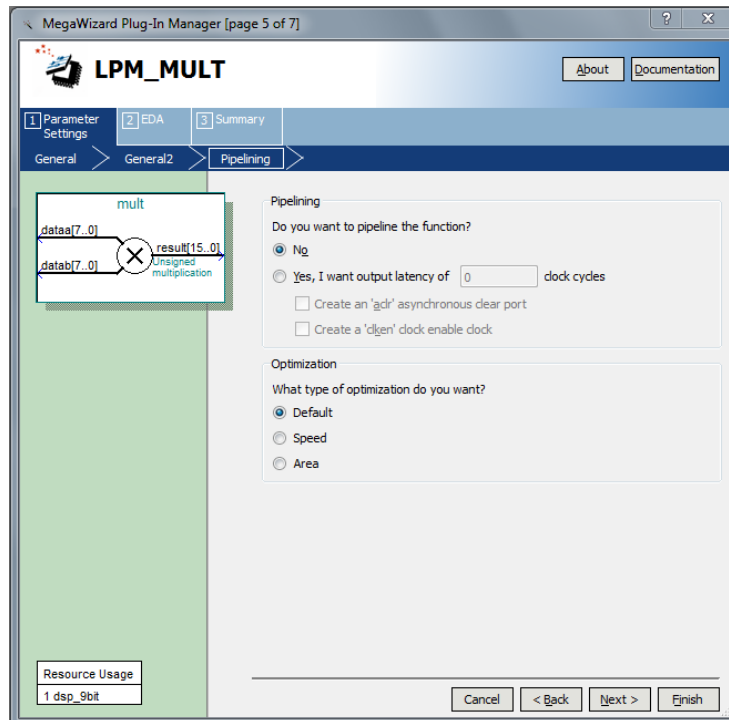 MegaWizard Plug-In Manager [page 5 of 7]
?
X
LPM_MULT
About
Documentation
1 Parameter Settings
2 EDA
3 Summary
General
General2
Pipelining
mult
dataa[7..0]
result[15..0]
datab[7..0]
Unsigned
multiplication
Pipelining
Do you want to pipeline the function?
No
Yes, I want output latency of 0 clock cycles
Create an 'aclr' asynchronous clear port
Create a 'clken' clock enable clock
Optimization
What type of optimization do you want?
Default
Speed
Area
Resource Usage
1 dsp_9bit
Cancel
< Back
Next >
Finish